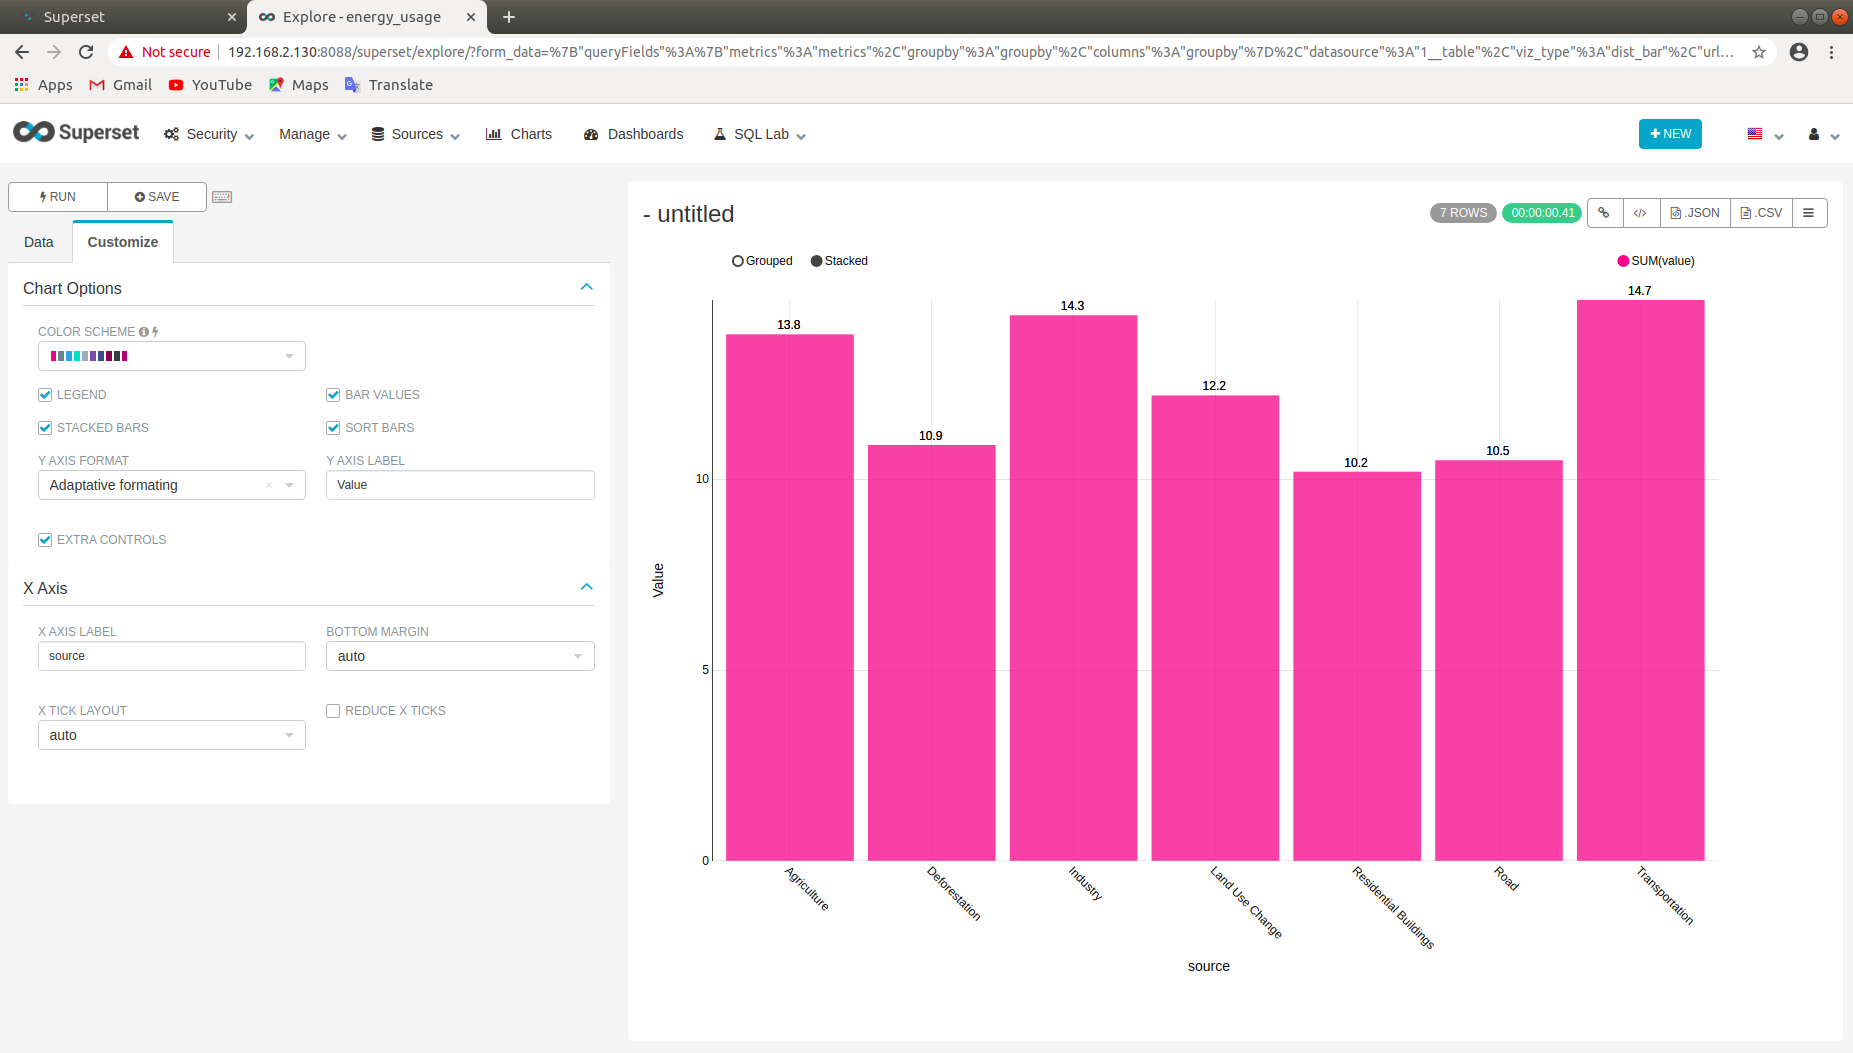 Superset
Explore - energy_usage
Not secure
192.168.2.130:8088/superset/explore/?form_data=%7B"queryFields"%3A%7B"metrics"%3A"metrics"%2C"groupby"%3A"groupby"%2C"columns"%3A"groupby"%7D%2C"datasource"%3A"1__table"%2C"viz_type"%3A"dist_bar"%2C"url...
Apps Gmail YouTube Maps Translate
Superset Security Manage Sources Charts Dashboards SQL Lab + NEW
RUN SAVE
Data Customize
Chart Options
COLOR SCHEME
LEGEND BAR VALUES
STACKED BARS SORT BARS
Y AXIS FORMAT Y AXIS LABEL
Adaptative formating × Value
EXTRA CONTROLS
X Axis
X AXIS LABEL BOTTOM MARGIN
source auto
X TICK LAYOUT REDUCE X TICKS
auto
- untitled
7 ROWS 00:00:00.41 </> .JSON .CSV
Grouped Stacked SUM(value)
14.7
14.3
13.8
12.2
10.9
10.5
10.2
10
5
0
Value
Agriculture
Deforestation
Industry
Land Use Change
Residential Buildings
Road
Transportation
source